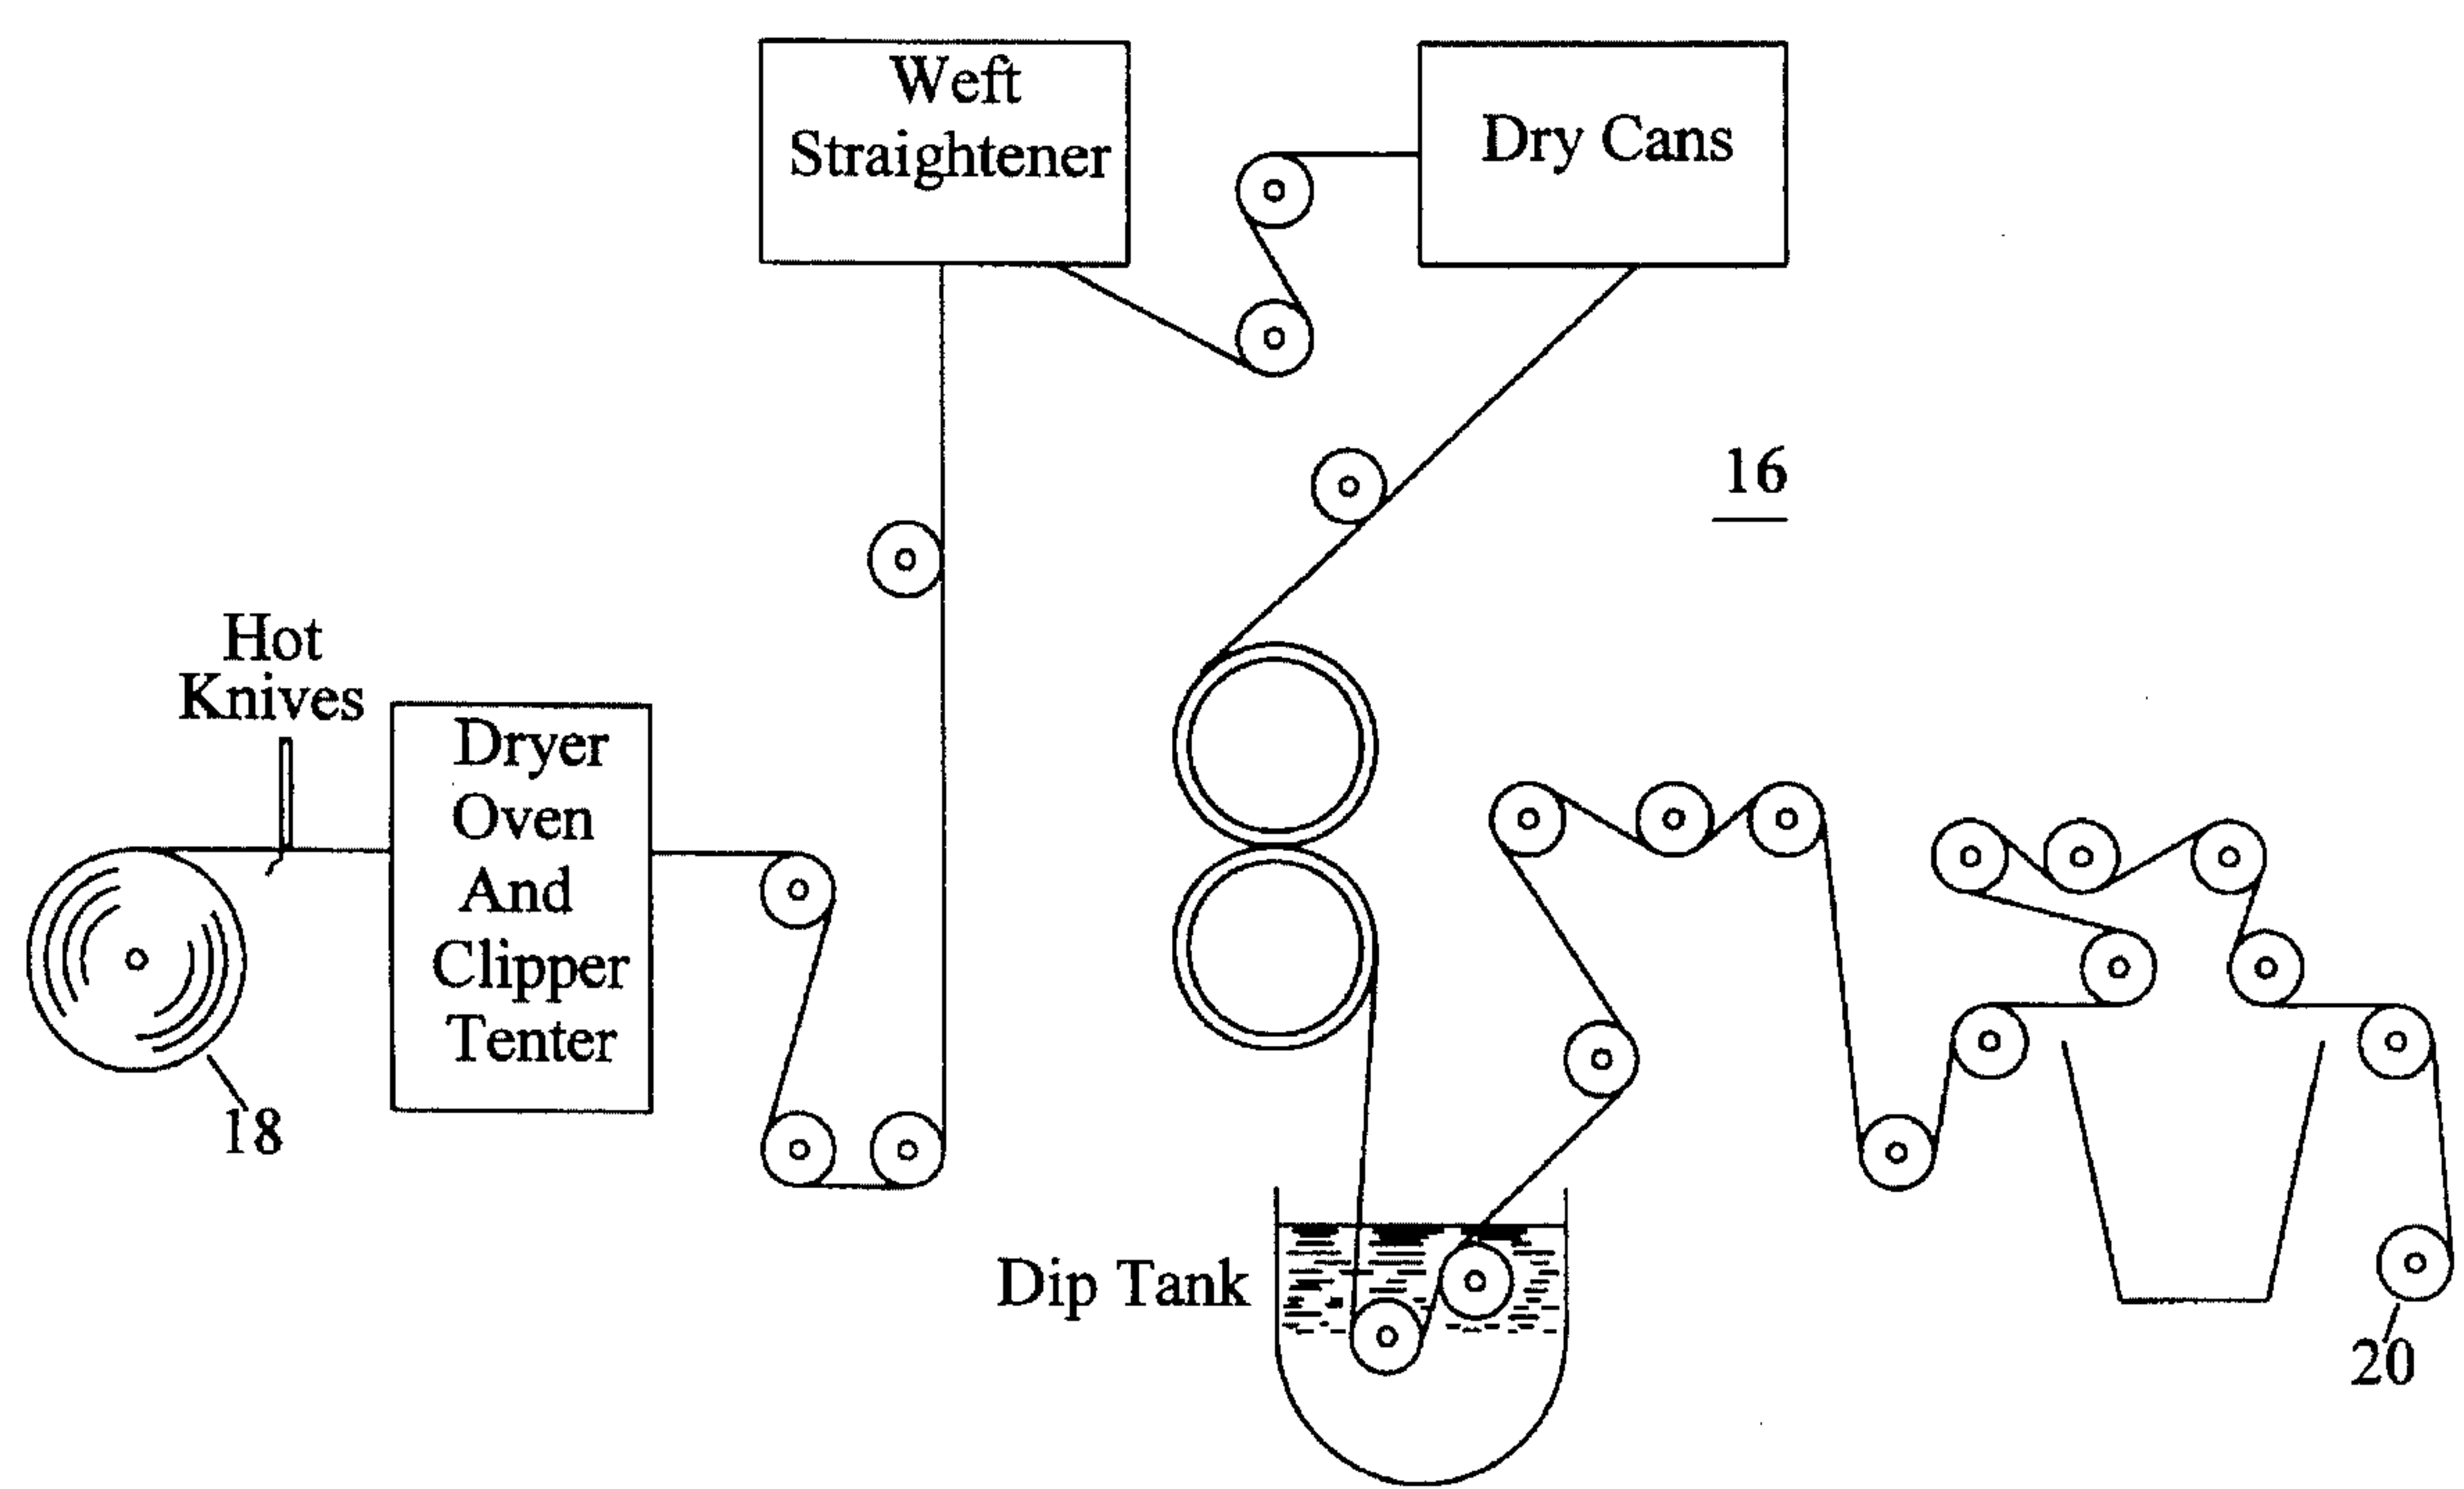 Weft
Straightener
Dry Cans
16
Hot
Knives
Dryer
Oven
And
Clipper
Tenter
18
Dip Tank
20